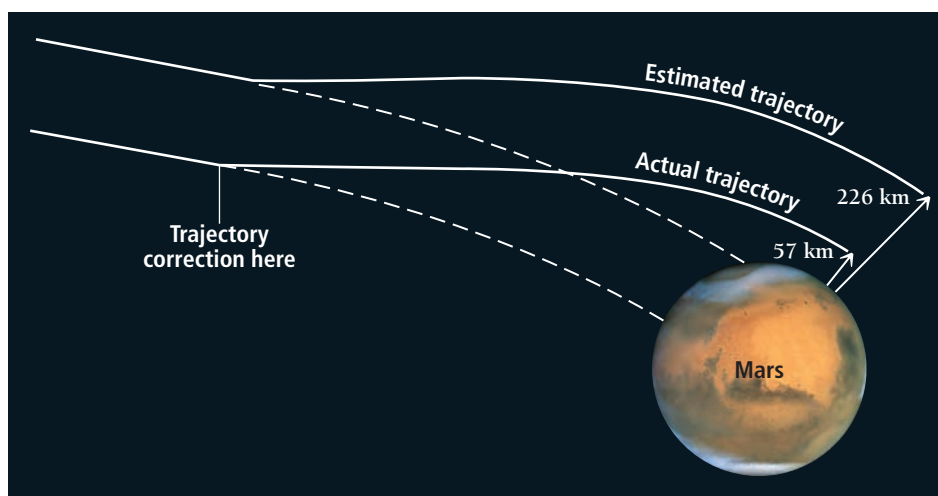 Estimated trajectory
Actual trajectory
226 km
57 km
Trajectory
correction here
Mars